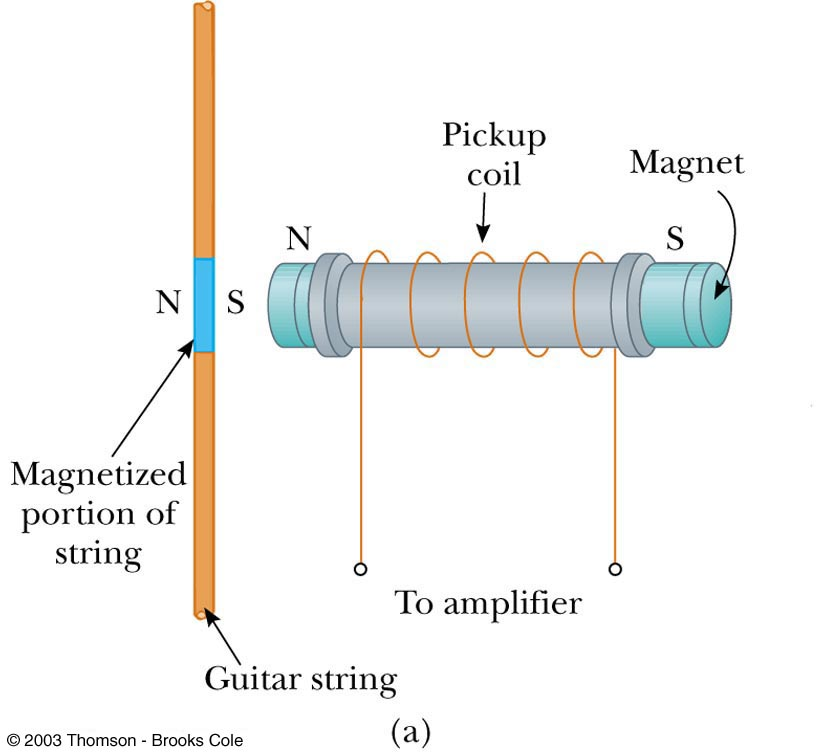 Pickup
coil
Magnet
N
S
N
S
Magnetized
portion of
string
To amplifier
Guitar string
(a)
© 2003 Thomson - Brooks Cole